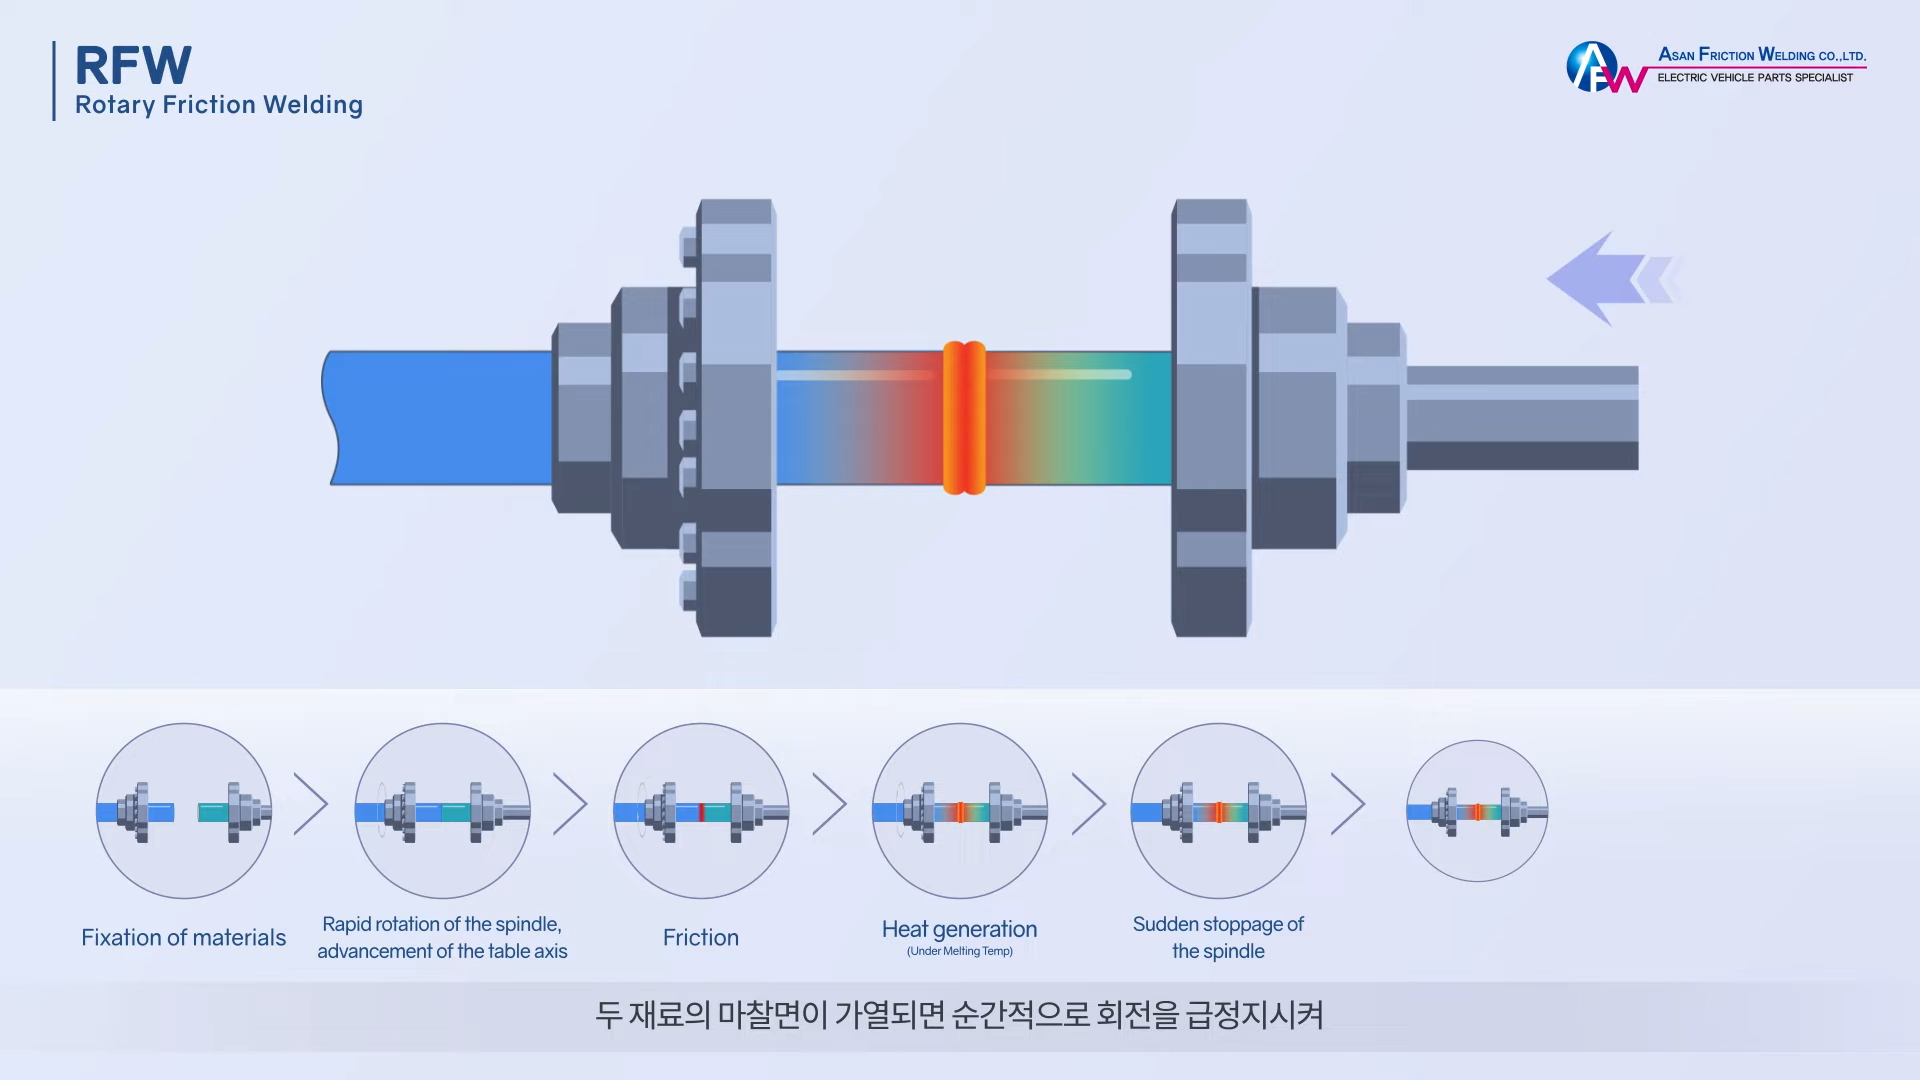 RFW
Rotary Friction Welding
AFW
ASAN FRICTION WELDING CO.,LTD.
ELECTRIC VEHICLE PARTS SPECIALIST
Fixation of materials
Rapid rotation of the spindle,
advancement of the table axis
Friction
Heat generation
(Under Melting Temp)
Sudden stoppage of
the spindle
두 재료의 마찰면이 가열되면 순간적으로 회전을 급정지시켜